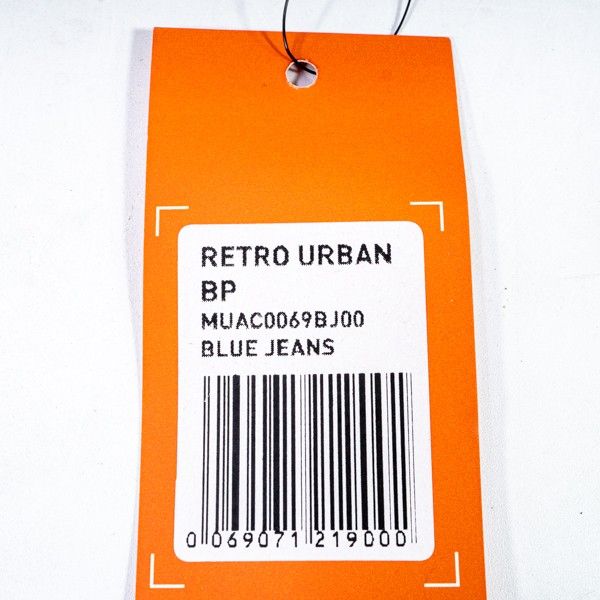 RETRO URBAN
BP
MUAC0069BJ00
BLUE JEANS
0 069071 219000